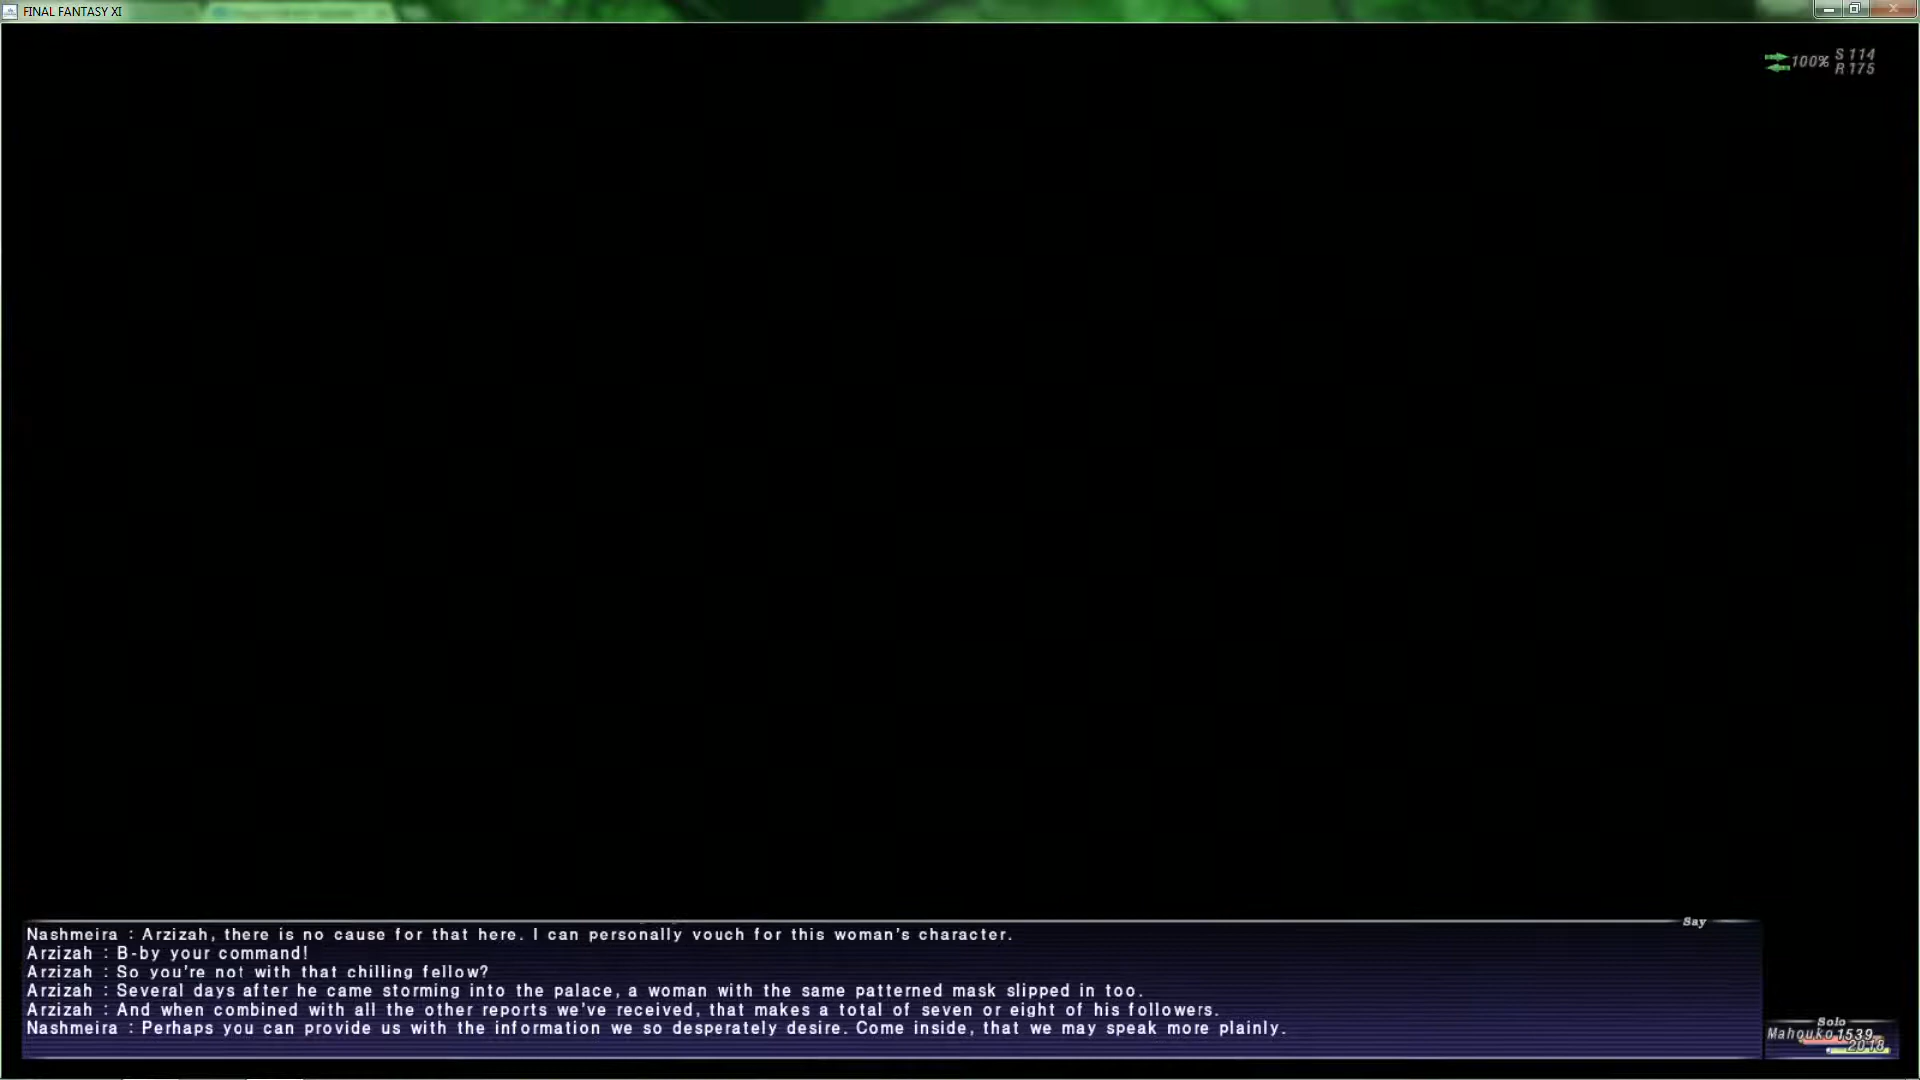 FINAL FANTASY XI
100% S 114
R 175
Say
Nashmeira : Arzizah, there is no cause for that here. I can personally vouch for this woman's character.
Arzizah : B-by your command!
Arzizah : So you're not with that chilling fellow?
Arzizah : Several days after he came storming into the palace, a woman with the same patterned mask slipped in too.
Arzizah : And when combined with all the other reports we've received, that makes a total of seven or eight of his followers.
Nashmeira : Perhaps you can provide us with the information we so desperately desire. Come inside, that we may speak more plainly.
Solo
Mahouko 1539
2018